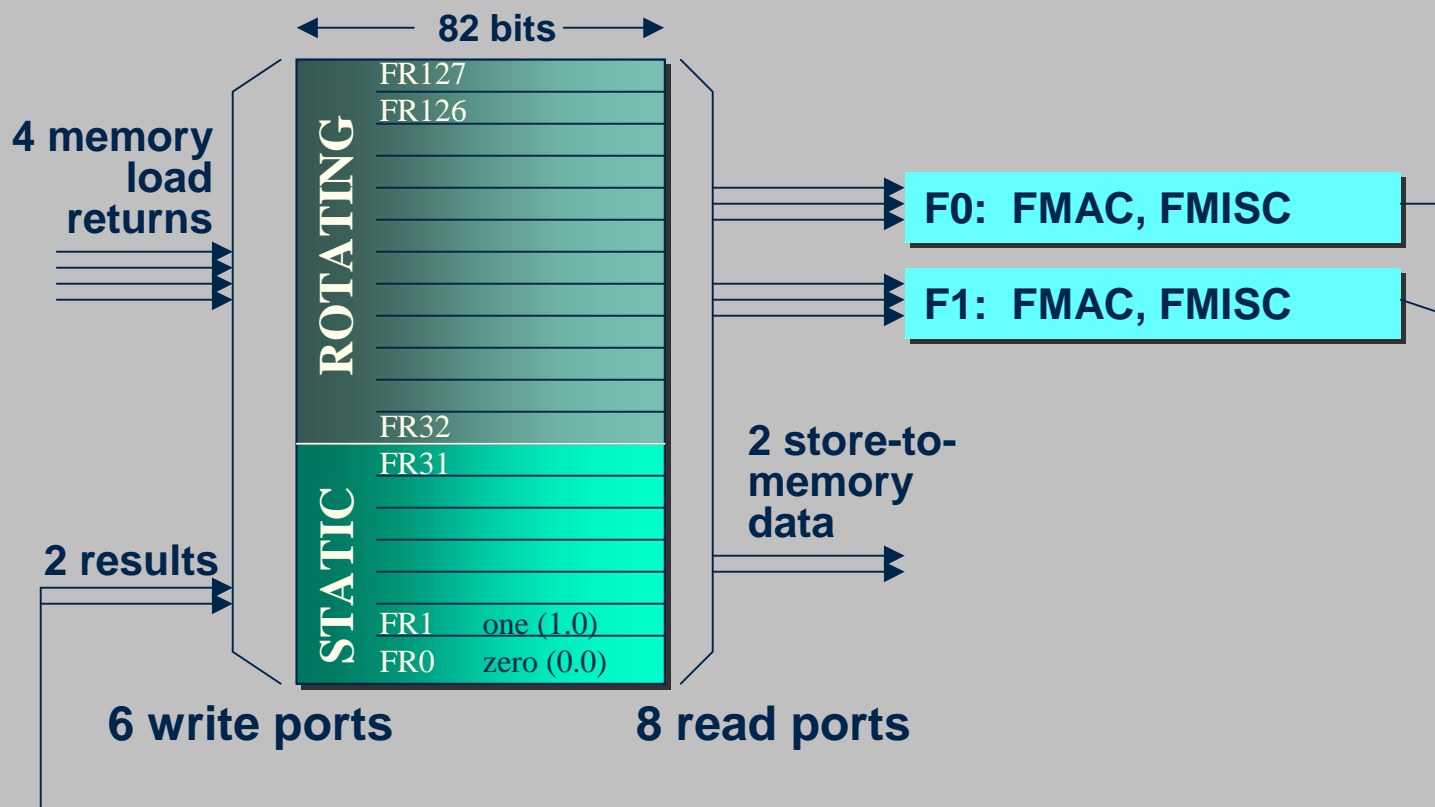 82 bits
FR127
FR126
4 memory
load
returns
ROTATING
F0: FMAC, FMISC
F1: FMAC, FMISC
FR32
FR31
2 store-to-
memory
data
STATIC
2 results
FR1 one (1.0)
FR0 zero (0.0)
6 write ports
8 read ports